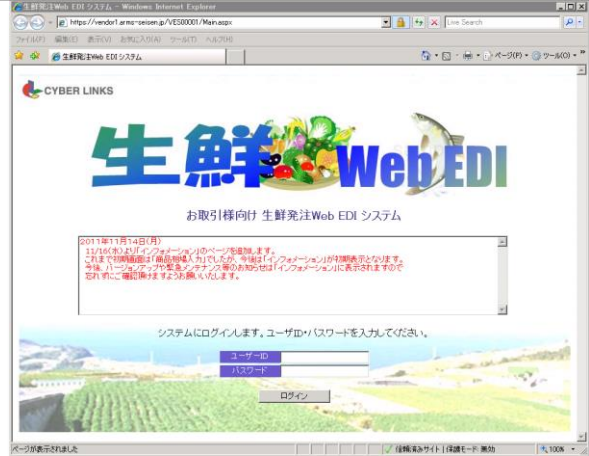 生鮮発注Web EDI システム - Windows Internet Explorer
https://vendor1.arms-seisen.jp/VES00001/Main.aspx
Live Search
ファイル(F) 編集(E) 表示(V) お気に入り(A) ツール(T) ヘルプ(H)
生鮮発注Web EDI システム
ページ(P) ツール(O)
CYBER LINKS
生鮮 Web EDI
お取引様向け 生鮮発注Web EDI システム
2011年11月14日(月)
11/16(水)より「インフォメーション」のページを追加します。
これまで初期画面は「商品相場入力」でしたが、今後は「インフォメーション」が初期表示となります。
今後、バージョンアップや緊急メンテナンス等のお知らせは「インフォメーション」に表示されますので
忘れずにご確認頂けますようお願いいたします。
システムにログインします。ユーザID・パスワードを入力してください。
ユーザーID
パスワード
ログイン
ページが表示されました
信頼済みサイト | 保護モード: 無効
100%